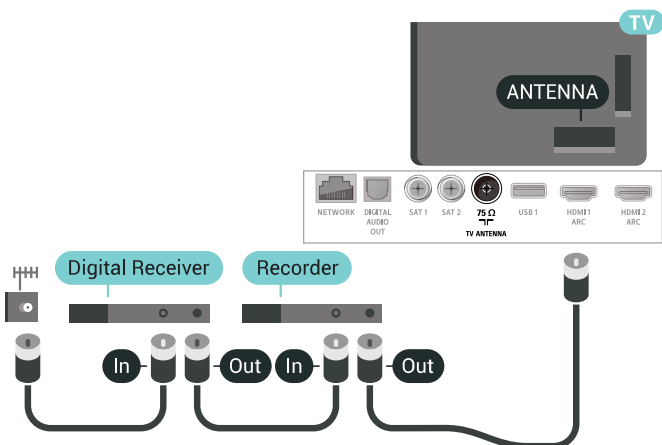 TV
ANTENNA
NETWORK
DIGITAL
AUDIO
OUT
SAT 1
SAT 2
75 Ω
TV ANTENNA
USB 1
HDMI 1
ARC
HDMI 2
ARC
Digital Receiver
Recorder
In
Out
In
Out